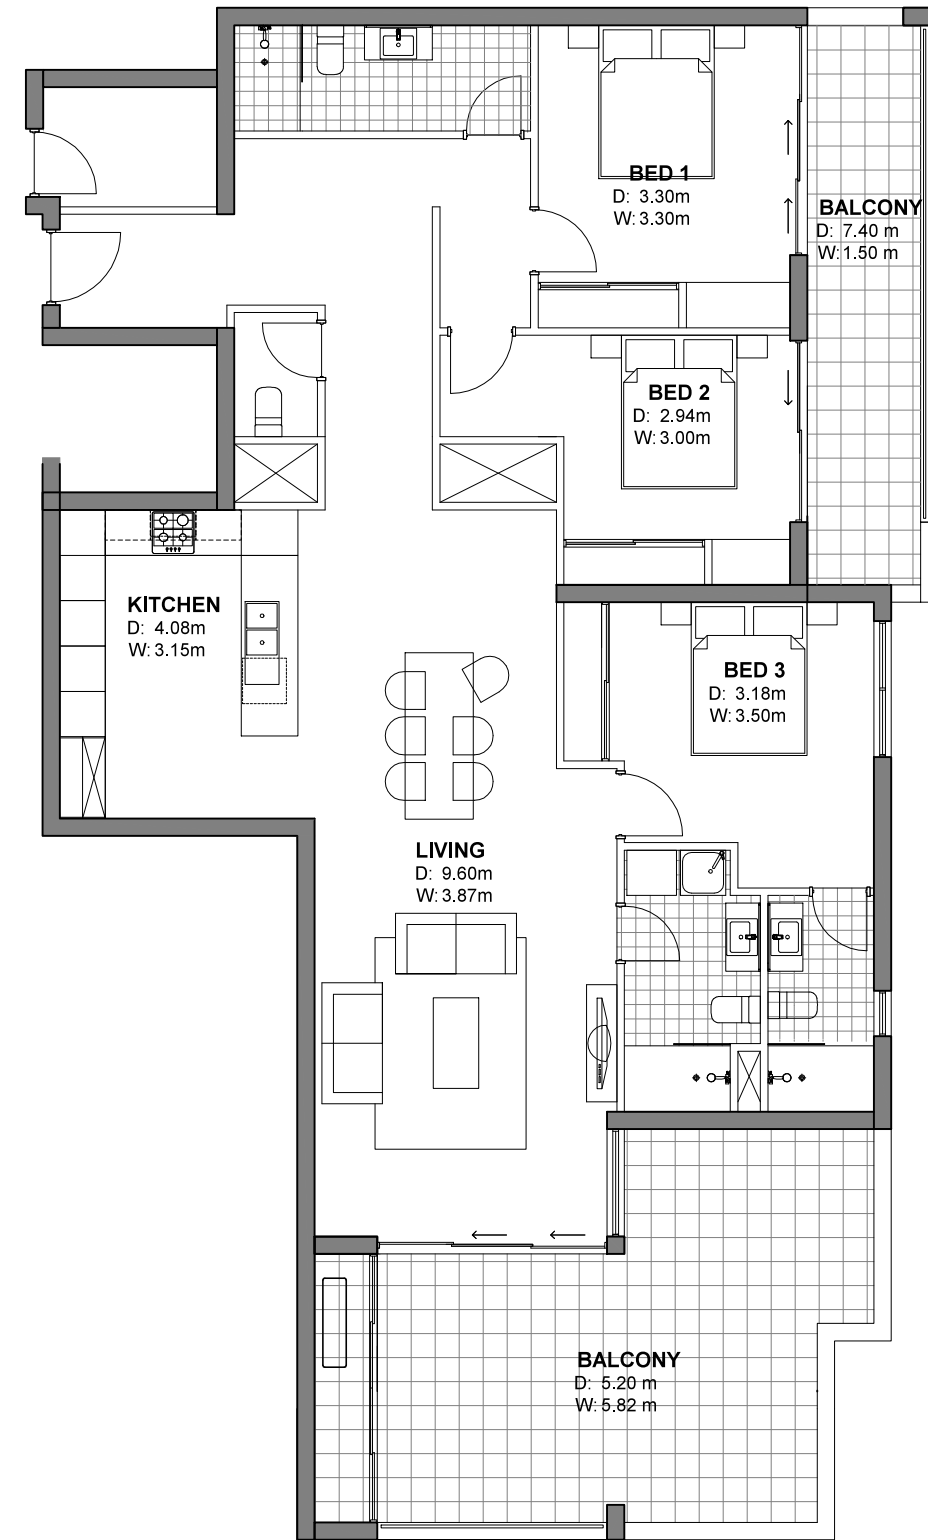 BED 1
D: 3.30m
W: 3.30m
BALCONY
D: 7.40 m
W: 1.50 m
BED 2
D: 2.94m
W: 3.00m
KITCHEN
D: 4.08m
W: 3.15m
BED 3
D: 3.18m
W: 3.50m
LIVING
D: 9.60m
W: 3.87m
BALCONY
D: 5.20 m
W: 5.82 m